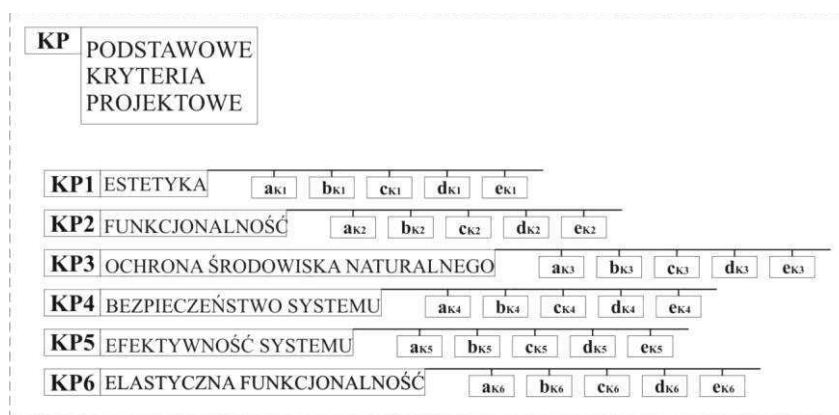 KP PODSTAWOWE
KRYTERIA
PROJEKTOWE
KP1 ESTETYKA aK1 bK1 cK1 dK1 eK1
KP2 FUNKCJONALNOŚĆ aK2 bK2 cK2 dK2 eK2
KP3 OCHRONA ŚRODOWISKA NATURALNEGO aK3 bK3 cK3 dK3 eK3
KP4 BEZPIECZEŃSTWO SYSTEMU aK4 bK4 cK4 dK4 eK4
KP5 EFEKTYWNOŚĆ SYSTEMU aK5 bK5 cK5 dK5 eK5
KP6 ELASTYCZNA FUNKCJONALNOŚĆ aK6 bK6 cK6 dK6 eK6